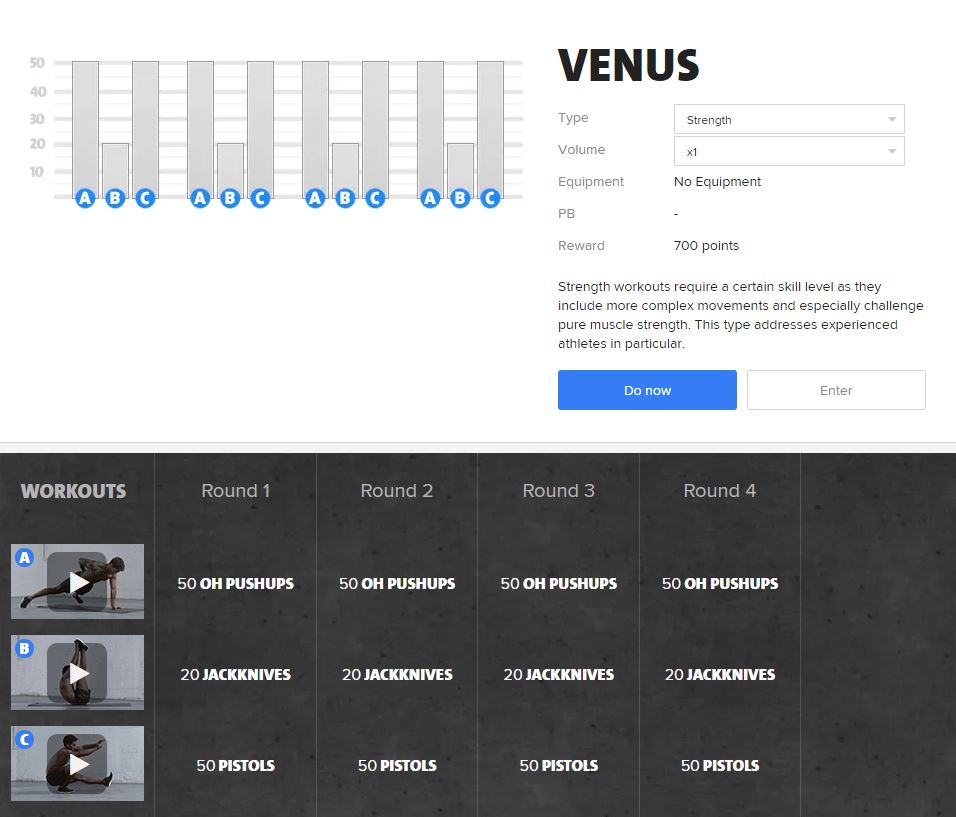 50
40
30
20
10
A B C A B C A B C A B C
VENUS
Type Strength
Volume x1
Equipment No Equipment
PB -
Reward 700 points
Strength workouts require a certain skill level as they
include more complex movements and especially challenge
pure muscle strength. This type addresses experienced
athletes in particular.
Do now Enter
WORKOUTS Round 1 Round 2 Round 3 Round 4
A 50 OH PUSHUPS 50 OH PUSHUPS 50 OH PUSHUPS 50 OH PUSHUPS
B 20 JACKKNIVES 20 JACKKNIVES 20 JACKKNIVES 20 JACKKNIVES
C 50 PISTOLS 50 PISTOLS 50 PISTOLS 50 PISTOLS